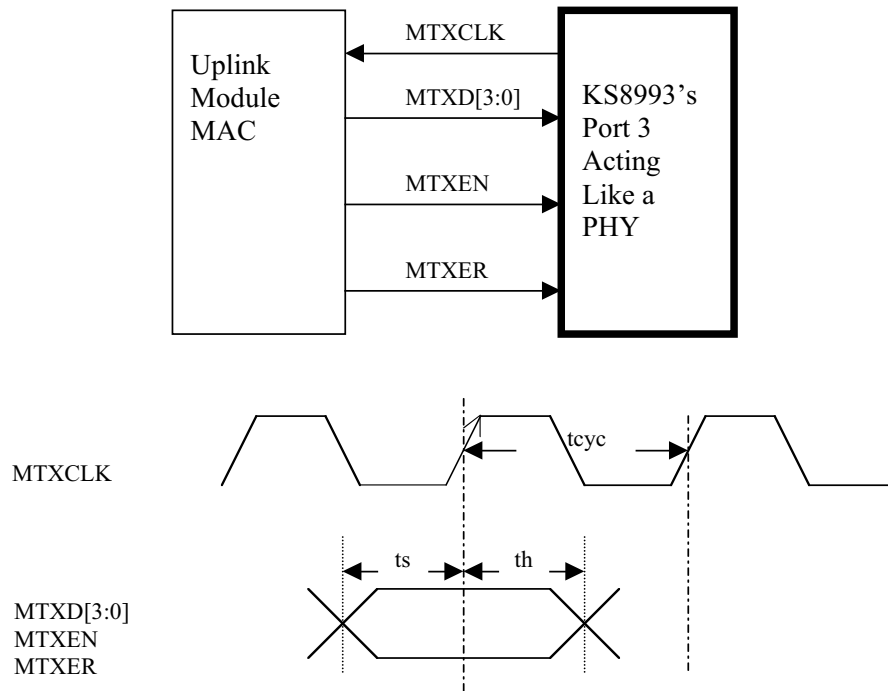 Uplink
Module
MAC
MTXCLK
MTXD[3:0]
MTXEN
MTXER
KS8993’s
Port 3
Acting
Like a
PHY
tcyc
MTXCLK
ts
th
MTXD[3:0]
MTXEN
MTXER